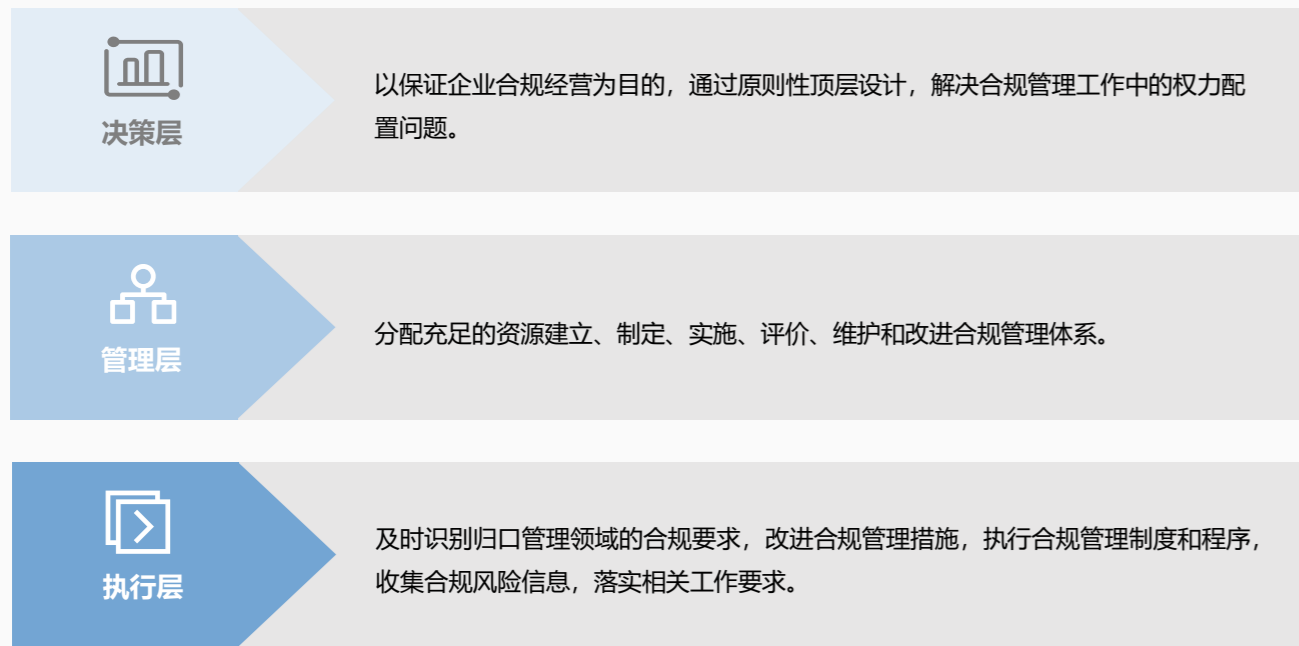 决策层
以保证企业合规经营为目的，通过原则性顶层设计，解决合规管理工作中的权力配
置问题。
管理层
分配充足的资源建立、制定、实施、评价、维护和改进合规管理体系。
执行层
及时识别归口管理领域的合规要求，改进合规管理措施，执行合规管理制度和程序，
收集合规风险信息，落实相关工作要求。